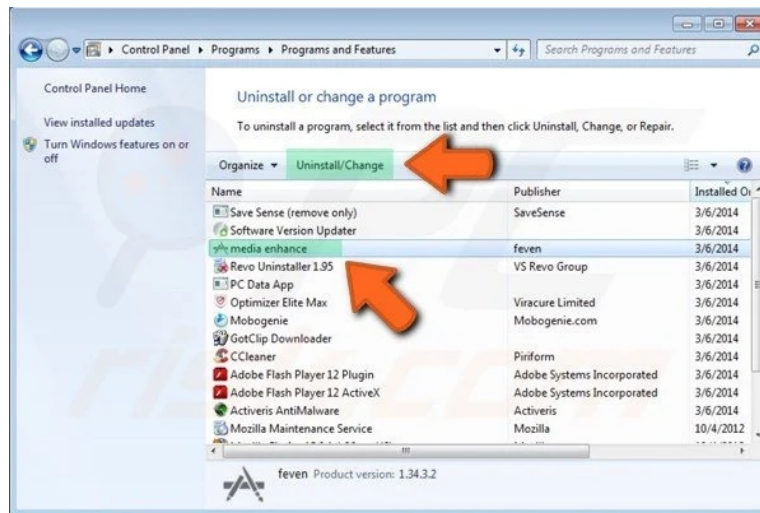 Control Panel ▸ Programs ▸ Programs and Features
Search Programs and Features
Control Panel Home
View installed updates
Turn Windows features on or off
Uninstall or change a program
To uninstall a program, select it from the list and then click Uninstall, Change, or Repair.
Organize Uninstall/Change
Name Publisher Installed On
Save Sense (remove only) SaveSense 3/6/2014
Software Version Updater 3/6/2014
media enhance feven 3/6/2014
Revo Uninstaller 1.95 VS Revo Group 3/6/2014
PC Data App 3/6/2014
Optimizer Elite Max Viracure Limited 3/6/2014
Mobogenie Mobogenie.com 3/6/2014
GotClip Downloader 3/6/2014
CCleaner Piriform 3/6/2014
Adobe Flash Player 12 Plugin Adobe Systems Incorporated 3/6/2014
Adobe Flash Player 12 ActiveX Adobe Systems Incorporated 3/6/2014
Activeris AntiMalware Activeris 3/6/2014
Mozilla Maintenance Service Mozilla 10/4/2012
feven Product version: 1.34.3.2
PC
risk.com